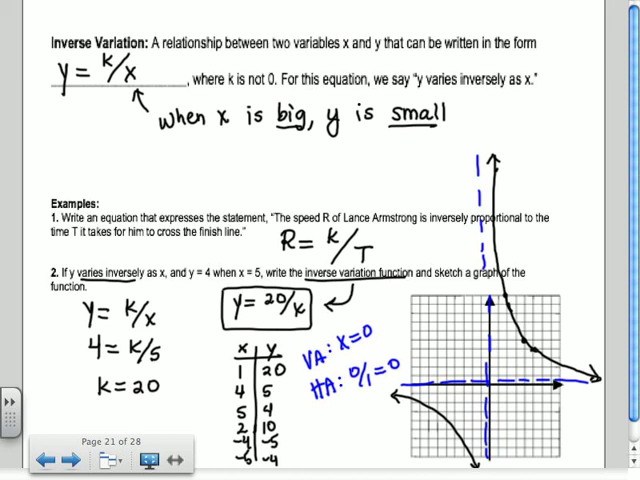 Inverse Variation: A relationship between two variables x and y that can be written in the form
y = k/x, where k is not 0. For this equation, we say "y varies inversely as x."
when x is big, y is small
Examples:
1. Write an equation that expresses the statement, "The speed R of Lance Armstrong is inversely proportional to the
time T it takes for him to cross the finish line."
R = k/T
2. If y varies inversely as x, and y = 4 when x = 5, write the inverse variation function and sketch a graph of the
function.
y = k/x
4 = k/5
k = 20
y = 20/x
x y
1 20
4 5
5 4
2 10
-4 -5
-4
VA: x=0
HA: 0/1=0
Page 21 of 28